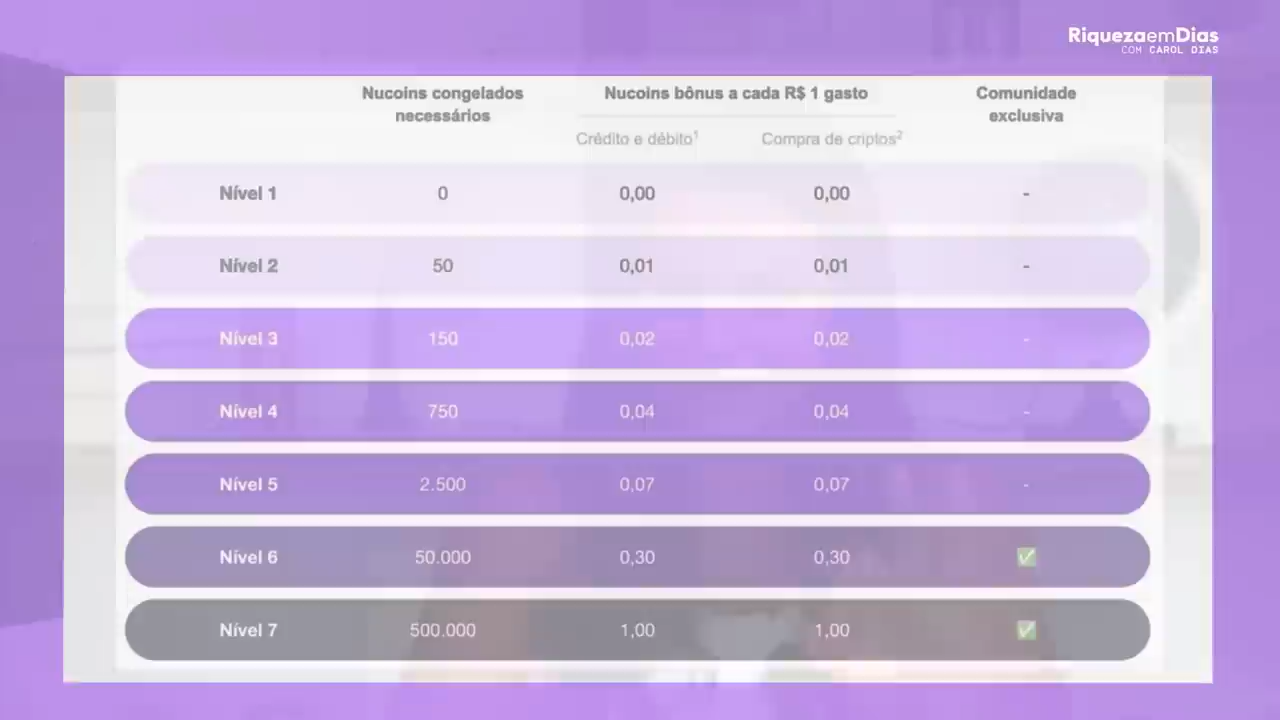 RiquezaemDias
COM CAROL DIAS
Nucoins congelados necessários
Nucoins bônus a cada R$ 1 gasto
Comunidade exclusiva
Crédito e débito¹ Compra de criptos²
Nível 1 0 0,00 0,00 -
Nível 2 50 0,01 0,01 -
Nível 3 150 0,02 0,02 -
Nível 4 750 0,04 0,04 -
Nível 5 2.500 0,07 0,07 -
Nível 6 50.000 0,30 0,30 ✅
Nível 7 500.000 1,00 1,00 ✅